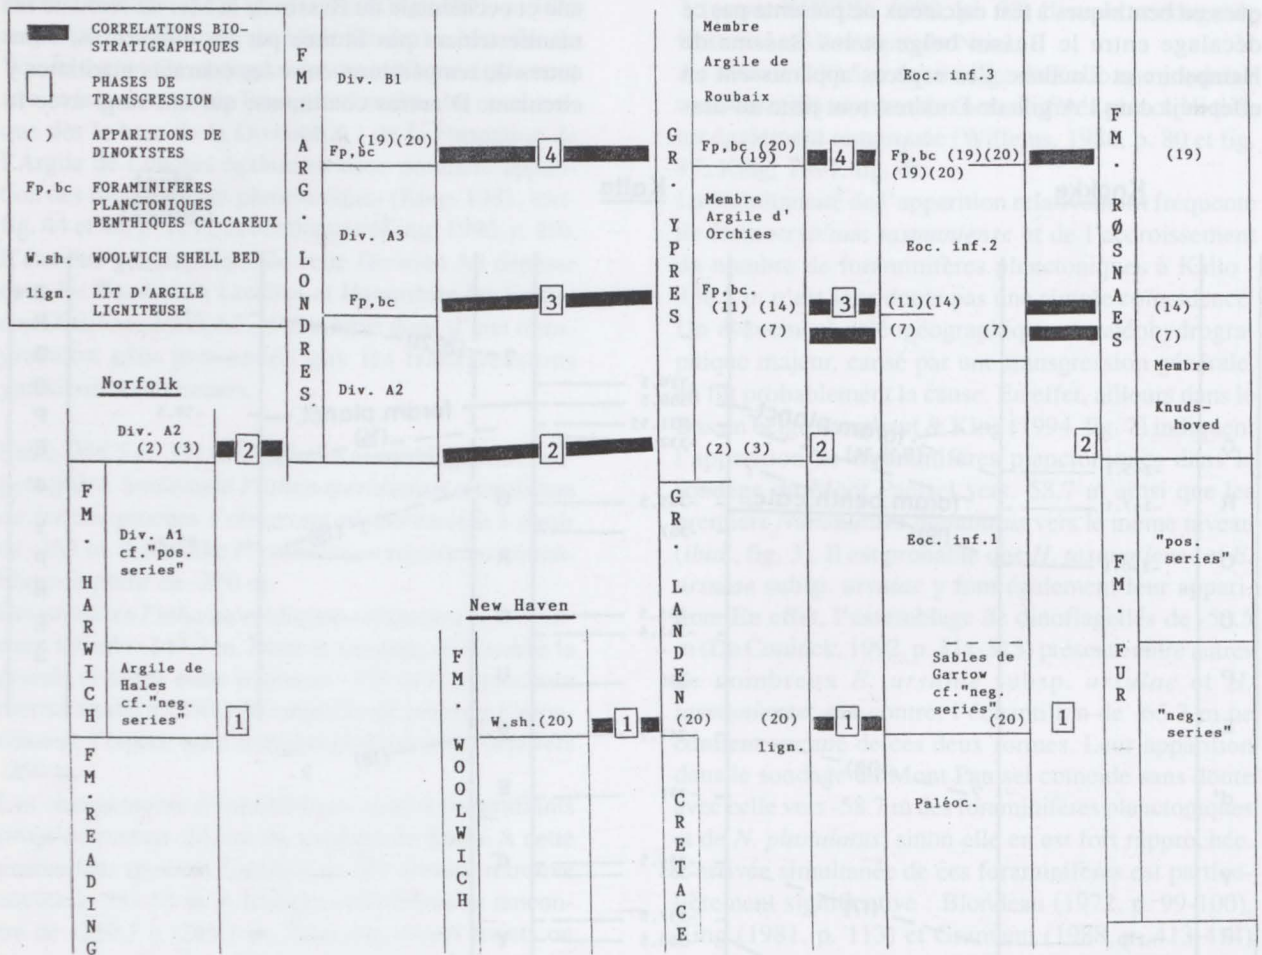 CORRELATIONS BIO-
STRATIGRAPHIQUES
BASES DE
TRANSGRESSION
( ) APPARITIONS DE
DINOKYSTES
Fp,bc FORAMINIFERES
PLANCTONIQUES
BENTHIQUES CALCAREUX
W.sh. WOOLWICH SHELL BED
lign. LIT D'ARGILE
LIGNITEUSE
Norfolk
Div. A2
(2) (3)
2
FM. HARWICH
Div. A1
cf."pos.
series"
Argile de
Hales
cf."neg.
series"
1
FM. READING
FM. ARG. LONDRES
Div. B1
(19)(20)
Fp,bc
4
Div. A3
Fp,bc
3
Div. A2
2
New Haven
FM. WOOLWICH
W.sh.(20)
1
(20)
GR. YPRES
Membre
Argile de
Roubaix
Fp,bc (20)
(19)
4
Membre
Argile d'
Orchies
Fp,bc.
(11) (14)
(7)
3
(2) (3)
2
GR. LANDEN
(20)
lign.
1
CRETACE
Eoc. inf.3
Fp,bc (19)(20)
(19)(20)
Eoc. inf.2
(11)(14)
(7) (7)
Eoc. inf.1
Sables de
Gartow
cf."neg.
series"
(20)
1
Paléoc.
FM. RØSNAES
(19)
(14)
(7)
Membre
Knuds-
hoved
2
FM. FUR
"pos.
series"
"neg.
series"